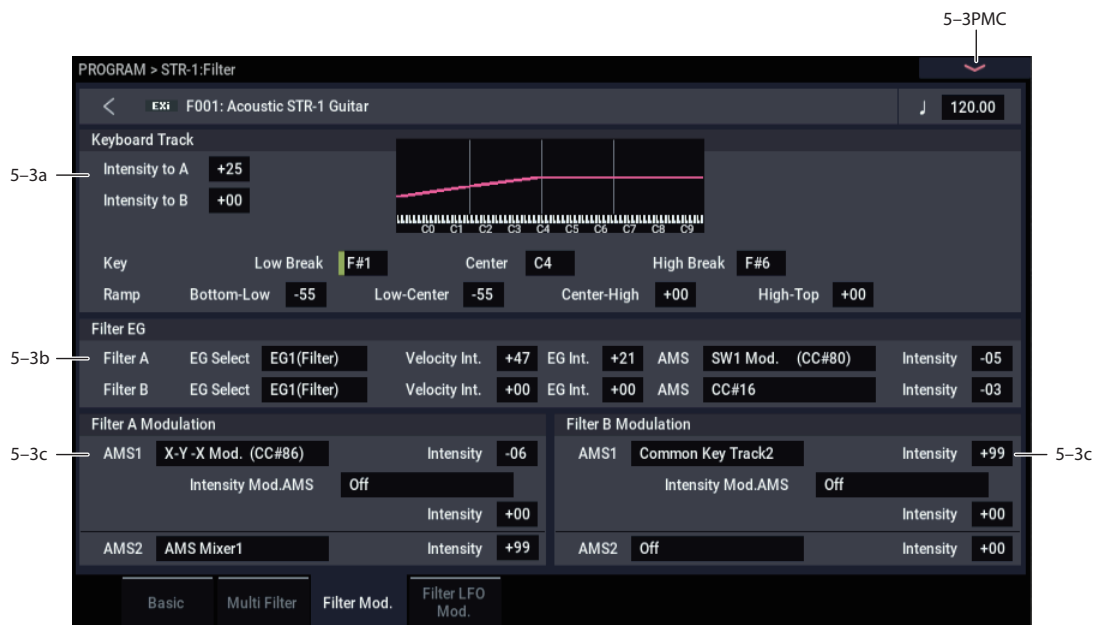 5–3PMC
PROGRAM > STR-1:Filter
EXi F001: Acoustic STR-1 Guitar ♩ 120.00
Keyboard Track
5–3a
Intensity to A +25
Intensity to B +00
C0 C1 C2 C3 C4 C5 C6 C7 C8 C9
Key Low Break F#1 Center C4 High Break F#6
Ramp Bottom-Low -55 Low-Center -55 Center-High +00 High-Top +00
Filter EG
5–3b Filter A EG Select EG1(Filter) Velocity Int. +47 EG Int. +21 AMS SW1 Mod. (CC#80) Intensity -05
Filter B EG Select EG1(Filter) Velocity Int. +00 EG Int. +00 AMS CC#16 Intensity -03
Filter A Modulation
5–3c AMS1 X-Y -X Mod. (CC#86) Intensity -06
Intensity Mod.AMS Off
Intensity +00
AMS2 AMS Mixer1 Intensity +99
Filter B Modulation
AMS1 Common Key Track2 Intensity +99 5–3c
Intensity Mod.AMS Off
Intensity +00
AMS2 Off Intensity +00
Basic Multi Filter Filter Mod. Filter LFO
Mod.